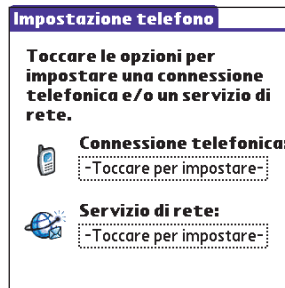 Impostazione telefono
Toccare le opzioni per
impostare una connessione
telefonica e/o un servizio di
rete.
Connessione telefonica:
-Toccare per impostare-
Servizio di rete:
-Toccare per impostare-